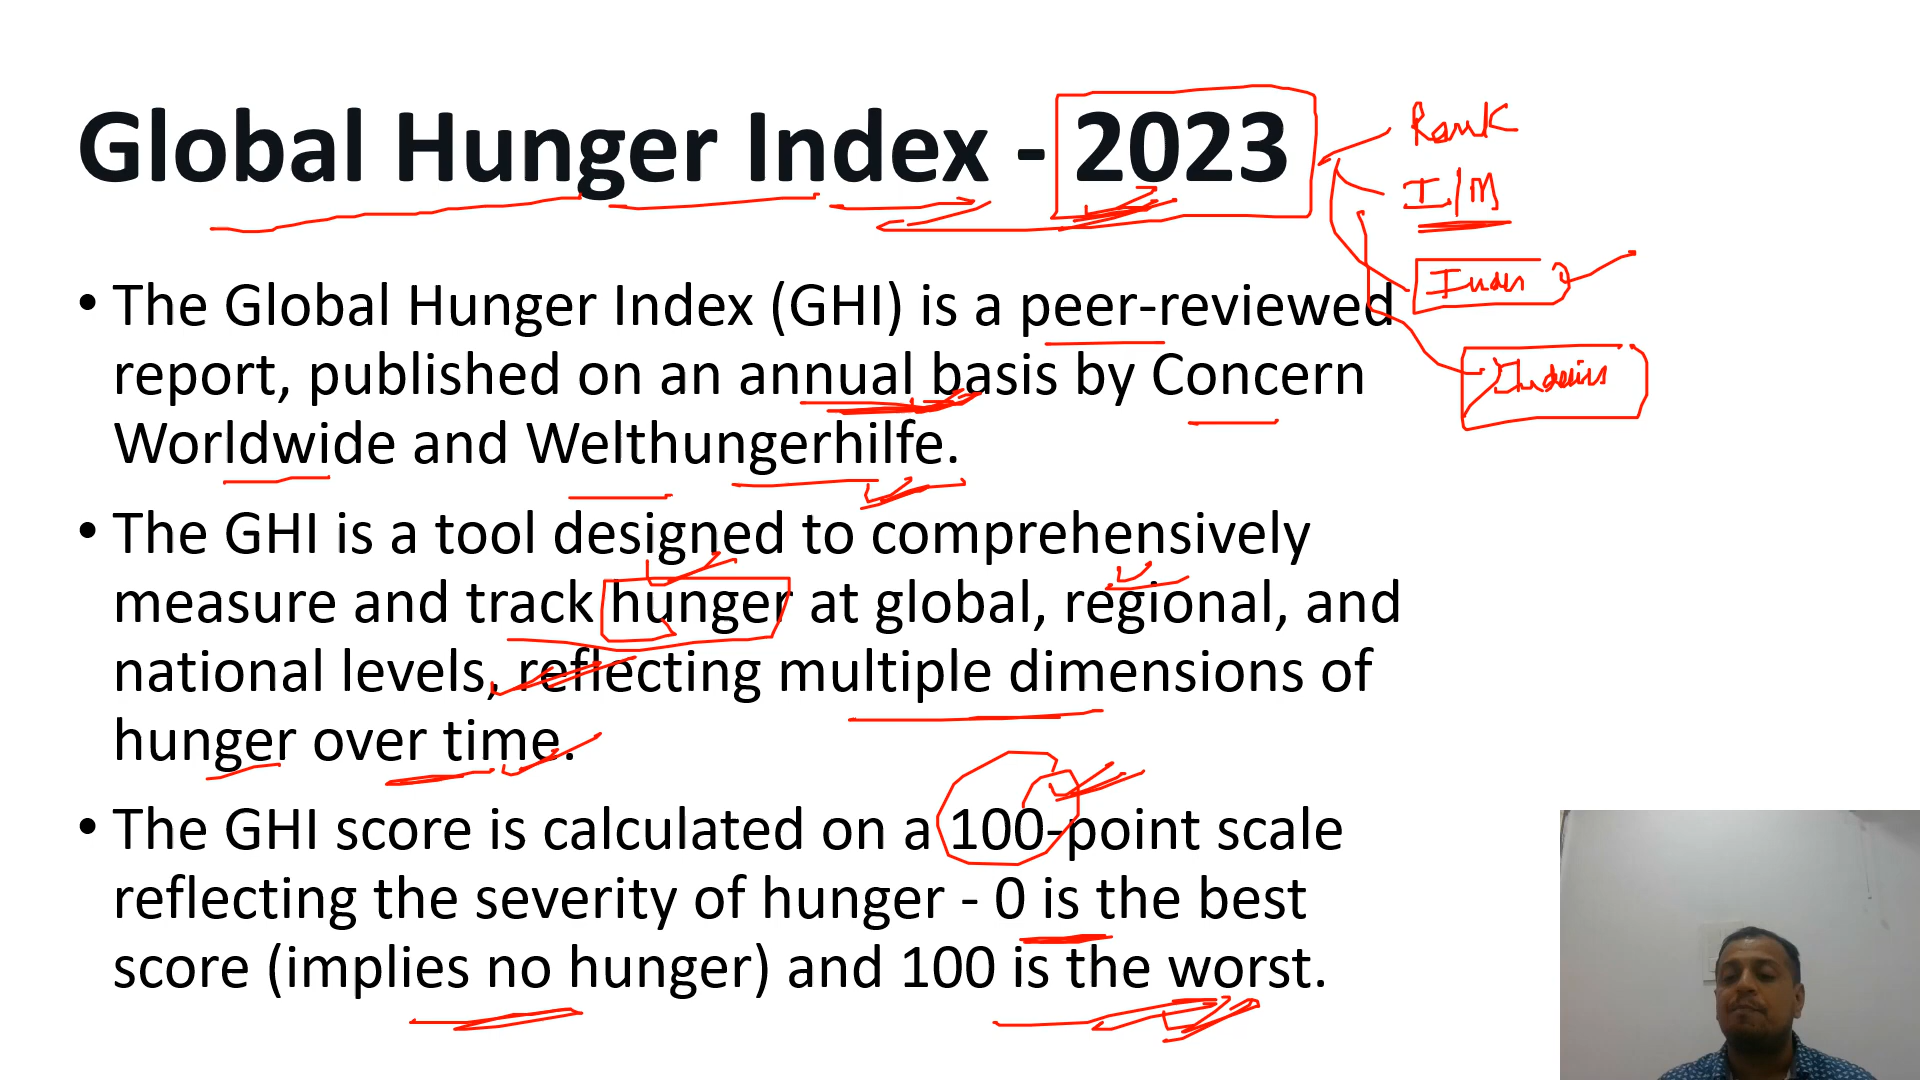 Global Hunger Index - 2023
Rank
I/M
• The Global Hunger Index (GHI) is a peer-reviewed
report, published on an annual basis by Concern
Worldwide and Welthungerhilfe.
• The GHI is a tool designed to comprehensively
measure and track hunger at global, regional, and
national levels, reflecting multiple dimensions of
hunger over time.
• The GHI score is calculated on a 100-point scale
reflecting the severity of hunger - 0 is the best
score (implies no hunger) and 100 is the worst.